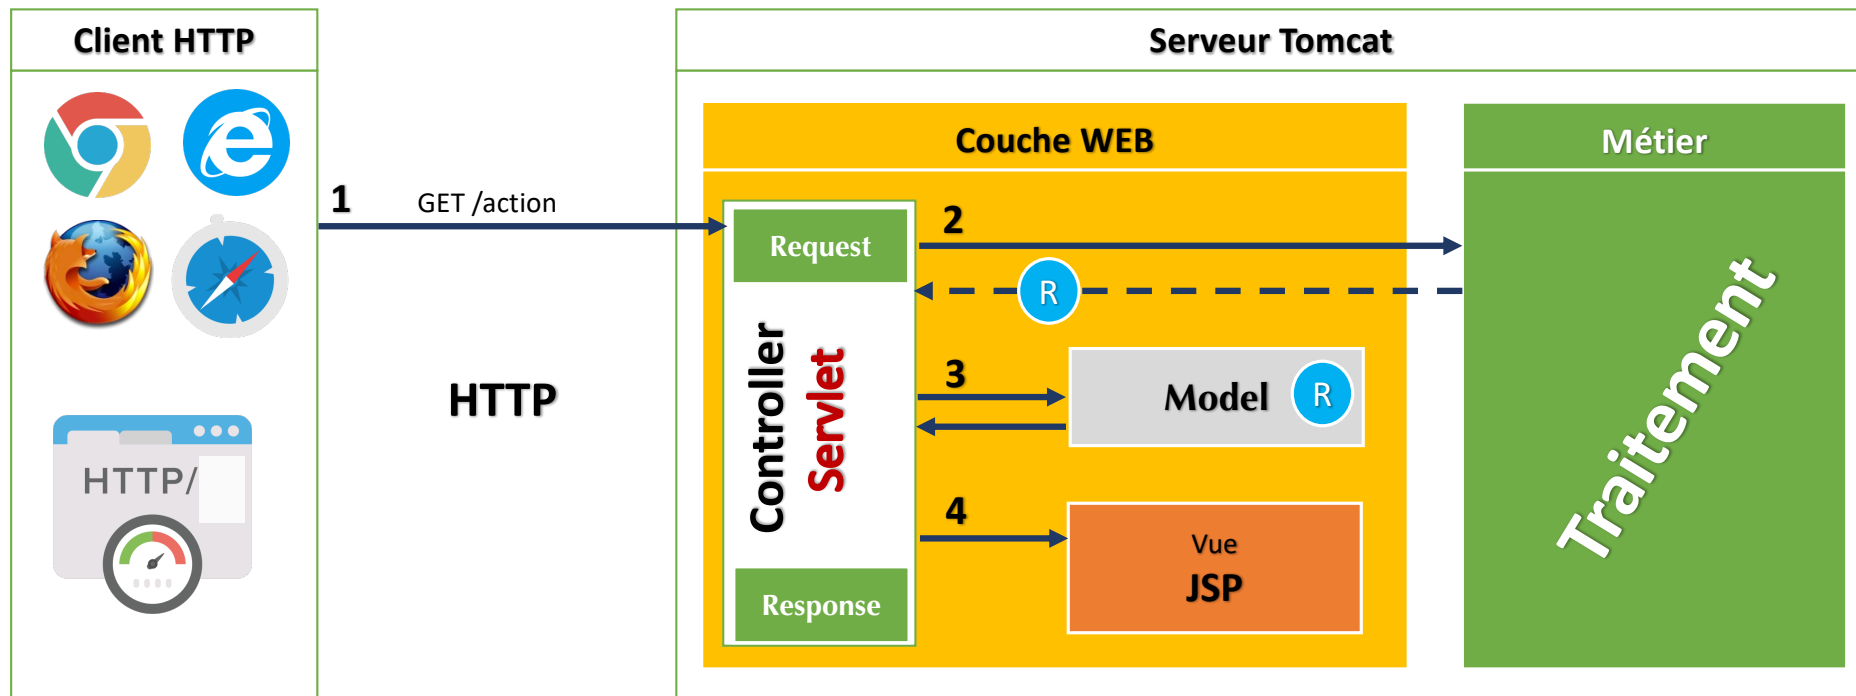 Client HTTP
Serveur Tomcat
Couche WEB
Métier
1
GET /action
Request
2
R
Controller
Servlet
HTTP
3
Model
R
Traitement
HTTP/
4
Vue
JSP
Response